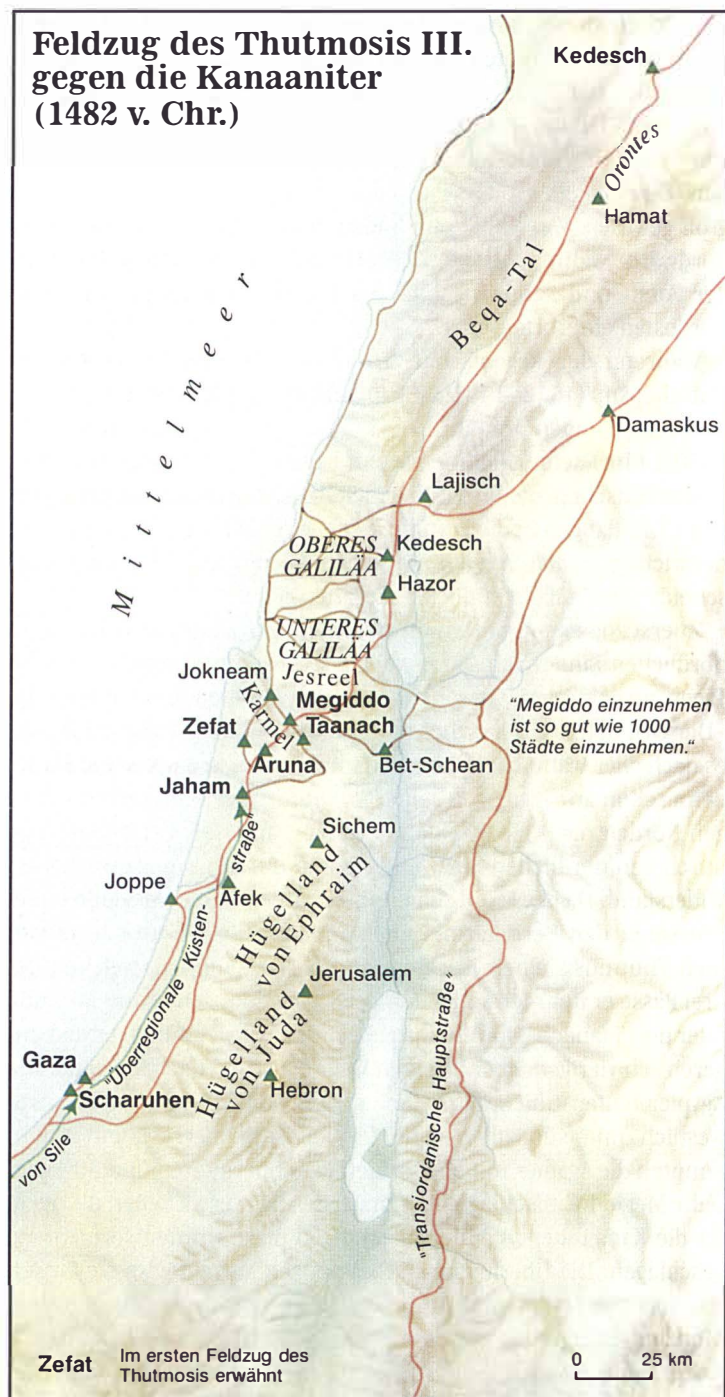 Feldzug des Thutmosis III.
gegen die Kanaaniter
(1482 v. Chr.)
Kedesch
Orontes
Hamat
Beqa-Tal
Mittelmeer
Damaskus
Lajisch
OBERES
GALILÄA
Kedesch
Hazor
UNTERES
GALILÄA
Jokneam
Jesreel
Karmel
Megiddo
Zefat
Taanach
Aruna
Bet-Schean
"Megiddo einzunehmen
ist so gut wie 1000
Städte einzunehmen."
Jaham
Sichem
Joppe
Afek
"Überregionale Küsten-
straße"
Hügelland
von Ephraim
Jerusalem
Hügelland
von Juda
Hebron
Gaza
Scharuhen
von Sile
"Transjordanische Hauptstraße"
Zefat Im ersten Feldzug des
Thutmosis erwähnt
0 25 km